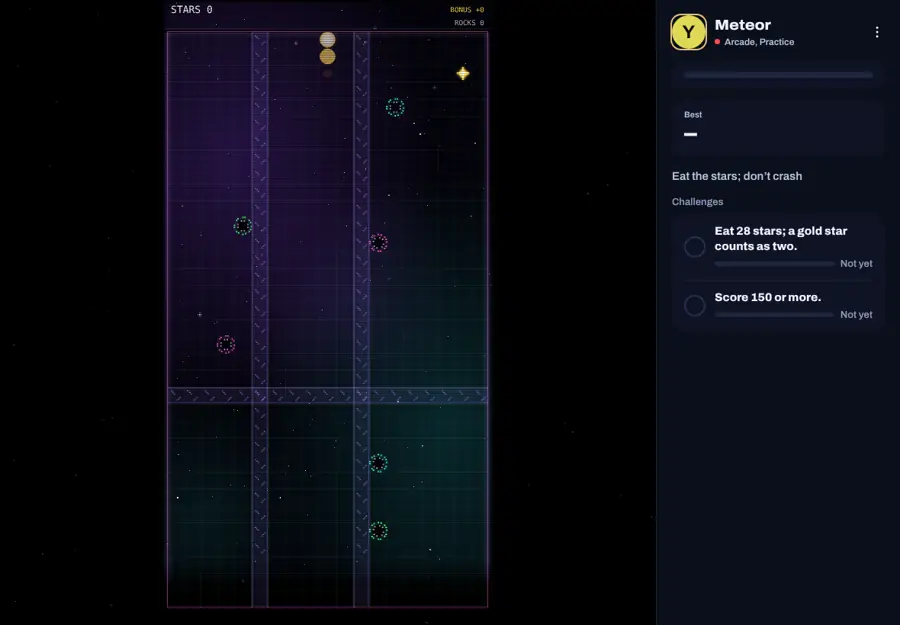 STARS 0
BONUS +0
ROCKS 0
Y
Meteor
Arcade, Practice
Best
Eat the stars; don't crash
Challenges
Eat 28 stars; a gold star
counts as two.
Not yet
Score 150 or more.
Not yet